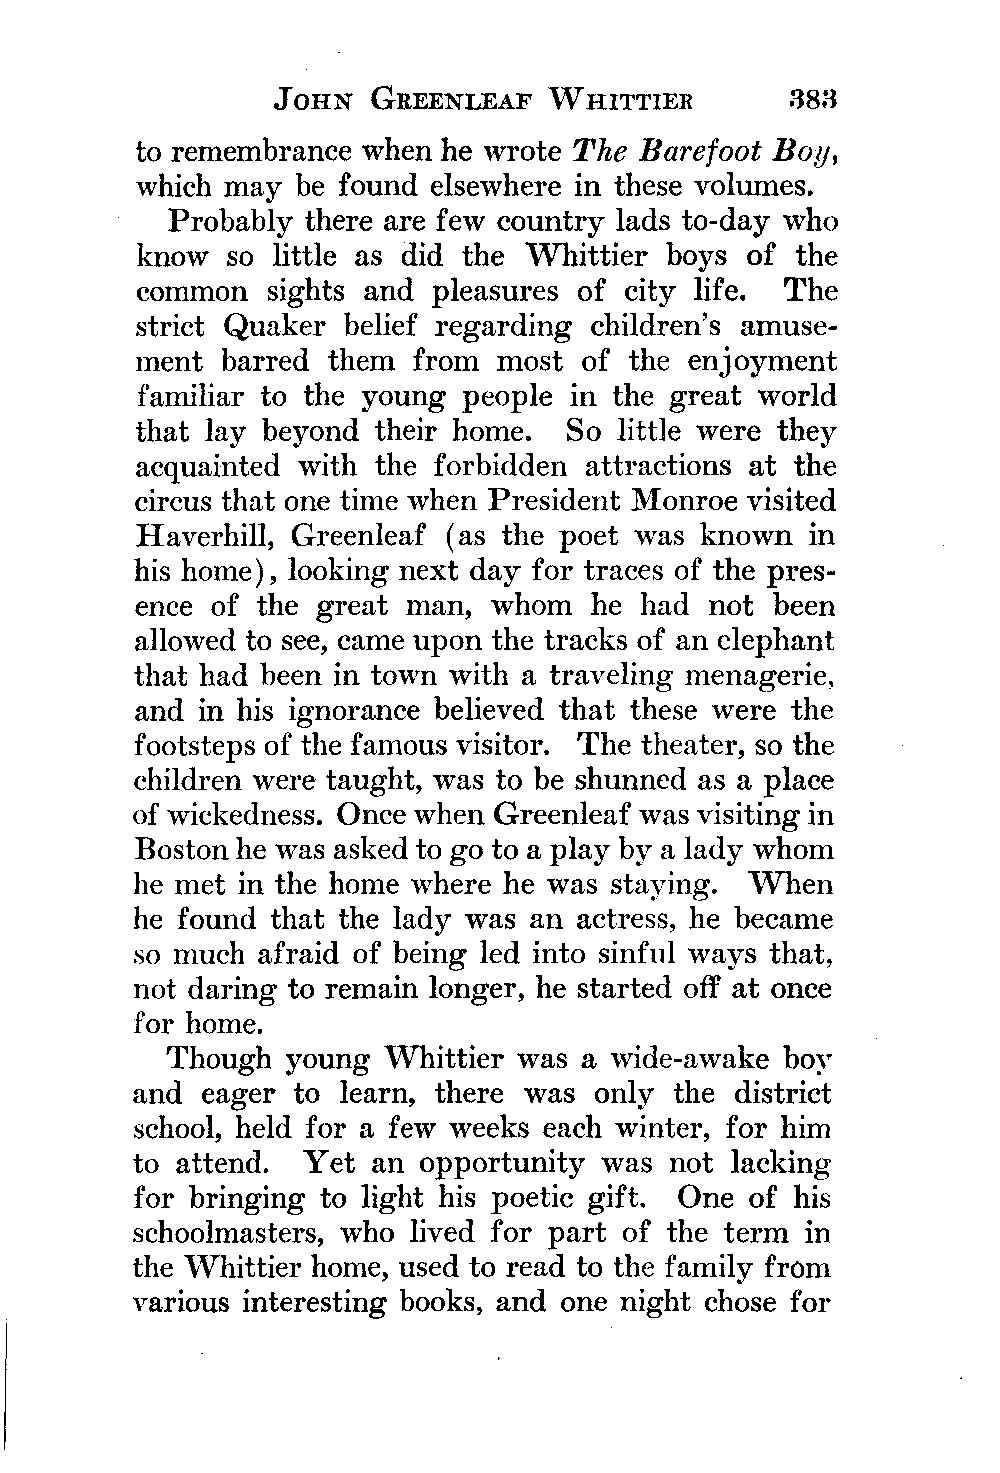 JOHN GREENLEAF WHITTIER 383
to remembrance when he wrote The Barefoot Boy,
which may be found elsewhere in these volumes.
Probably there are few country lads to-day who
know so little as did the Whittier boys of the
common sights and pleasures of city life. The
strict Quaker belief regarding children's amuse-
ment barred them from most of the enjoyment
familiar to the young people in the great world
that lay beyond their home. So little were they
acquainted with the forbidden attractions at the
circus that one time when President Monroe visited
Haverhill, Greenleaf (as the poet was known in
his home), looking next day for traces of the pres-
ence of the great man, whom he had not been
allowed to see, came upon the tracks of an elephant
that had been in town with a traveling menagerie,
and in his ignorance believed that these were the
footsteps of the famous visitor. The theater, so the
children were taught, was to be shunned as a place
of wickedness. Once when Greenleaf was visiting in
Boston he was asked to go to a play by a lady whom
he met in the home where he was staying. When
he found that the lady was an actress, he became
so much afraid of being led into sinful ways that,
not daring to remain longer, he started off at once
for home.
Though young Whittier was a wide-awake boy
and eager to learn, there was only the district
school, held for a few weeks each winter, for him
to attend. Yet an opportunity was not lacking
for bringing to light his poetic gift. One of his
schoolmasters, who lived for part of the term in
the Whittier home, used to read to the family from
various interesting books, and one night chose for